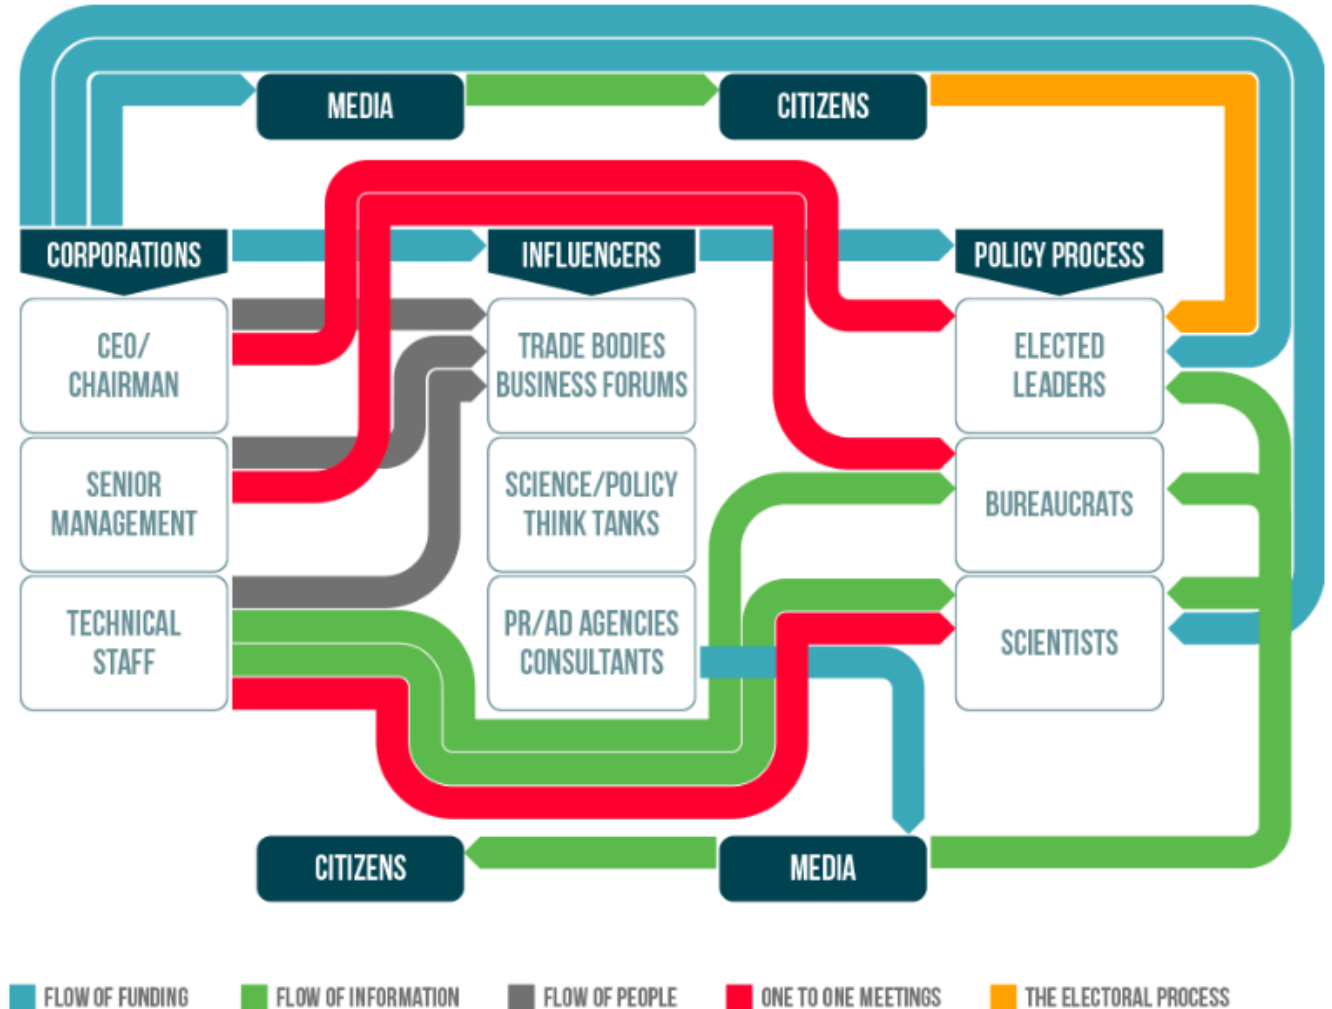 MEDIA
CITIZENS
CORPORATIONS
INFLUENCERS
POLICY PROCESS
CEO/
CHAIRMAN
TRADE BODIES
BUSINESS FORUMS
ELECTED
LEADERS
SENIOR
MANAGEMENT
SCIENCE/POLICY
THINK TANKS
BUREAUCRATS
TECHNICAL
STAFF
PR/AD AGENCIES
CONSULTANTS
SCIENTISTS
CITIZENS
MEDIA
FLOW OF FUNDING
FLOW OF INFORMATION
FLOW OF PEOPLE
ONE TO ONE MEETINGS
THE ELECTORAL PROCESS